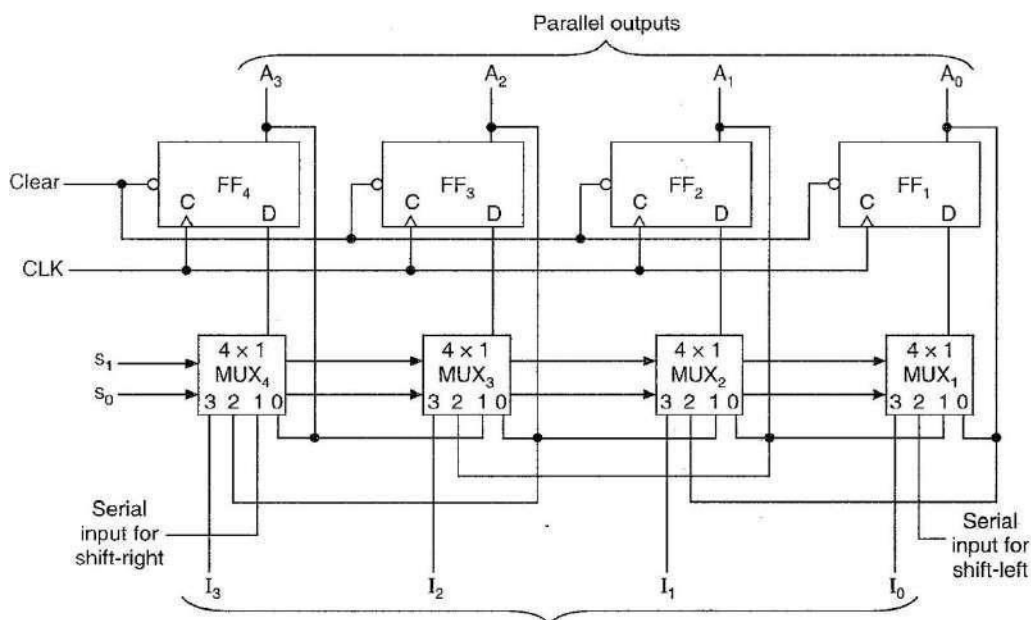 Parallel outputs
A₃ A₂ A₁ A₀
Clear
FF₄ FF₃ FF₂ FF₁
C D C D C D C D
CLK
S₁
S₀
4 × 1 4 × 1 4 × 1 4 × 1
MUX₄ MUX₃ MUX₂ MUX₁
3 2 1 0 3 2 1 0 3 2 1 0 3 2 1 0
Serial
input for
shift-right
Serial
input for
shift-left
I₃ I₂ I₁ I₀